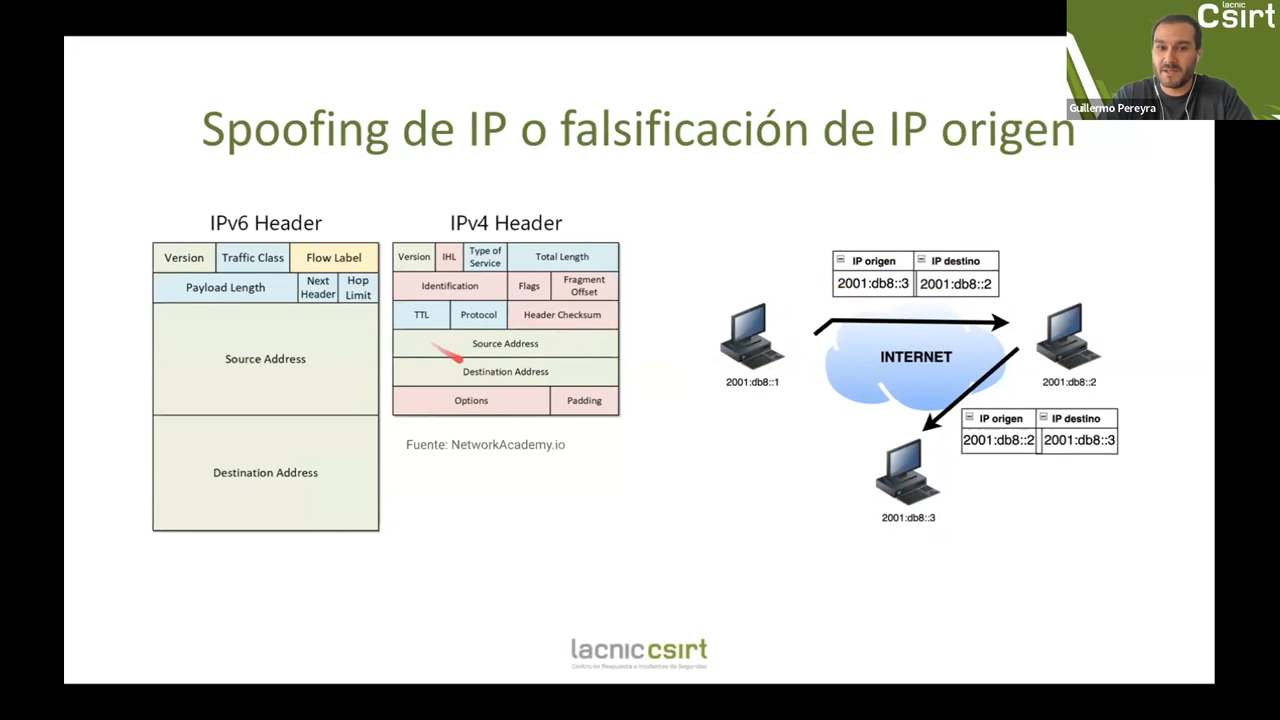 lacnic
Csirt
Guillermo Pereyra
Spoofing de IP o falsificación de IP origen
IPv6 Header
Version
Traffic Class
Flow Label
Payload Length
Next
Header
Hop
Limit
Source Address
Destination Address
IPv4 Header
Version
IHL
Type of
Service
Total Length
Identification
Flags
Fragment
Offset
TTL
Protocol
Header Checksum
Source Address
Destination Address
Options
Padding
Fuente: NetworkAcademy.io
IP origen
IP destino
2001:db8::3
2001:db8::2
INTERNET
2001:db8::1
2001:db8::2
IP origen
IP destino
2001:db8::2
2001:db8::3
2001:db8::3
lacnic csirt
Centro de Respuesta a Incidentes de Seguridad